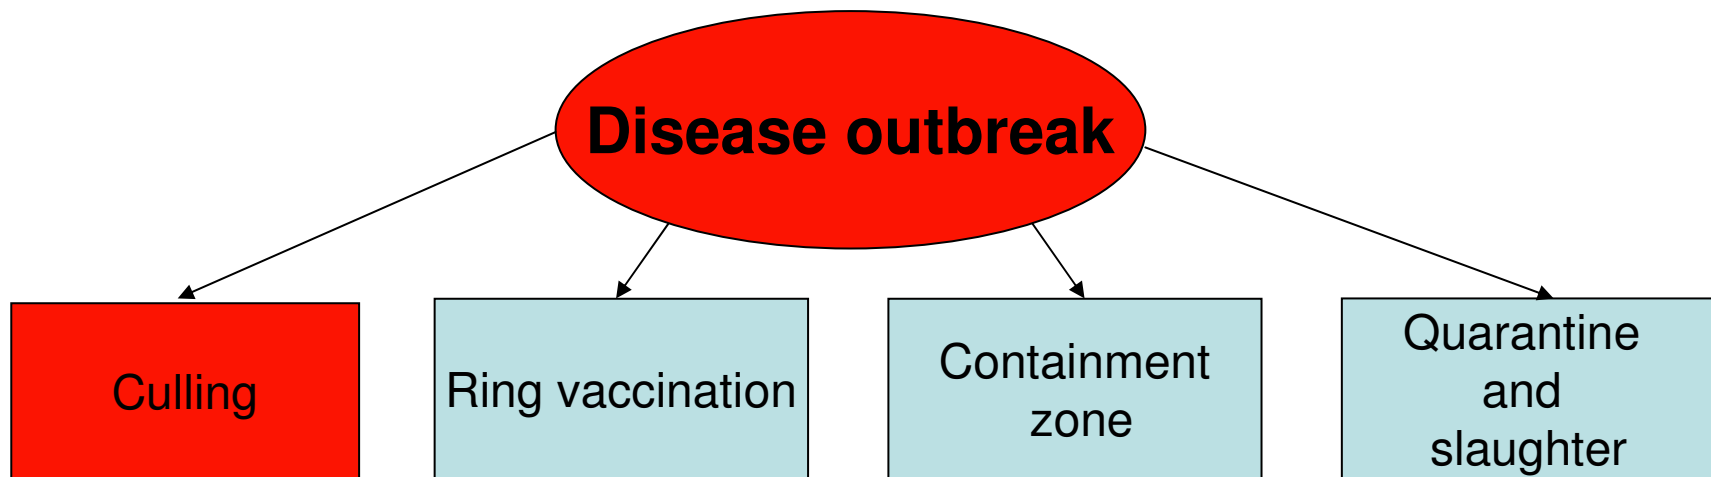 Disease outbreak
Culling
Ring vaccination
Containment
zone
Quarantine
and
slaughter